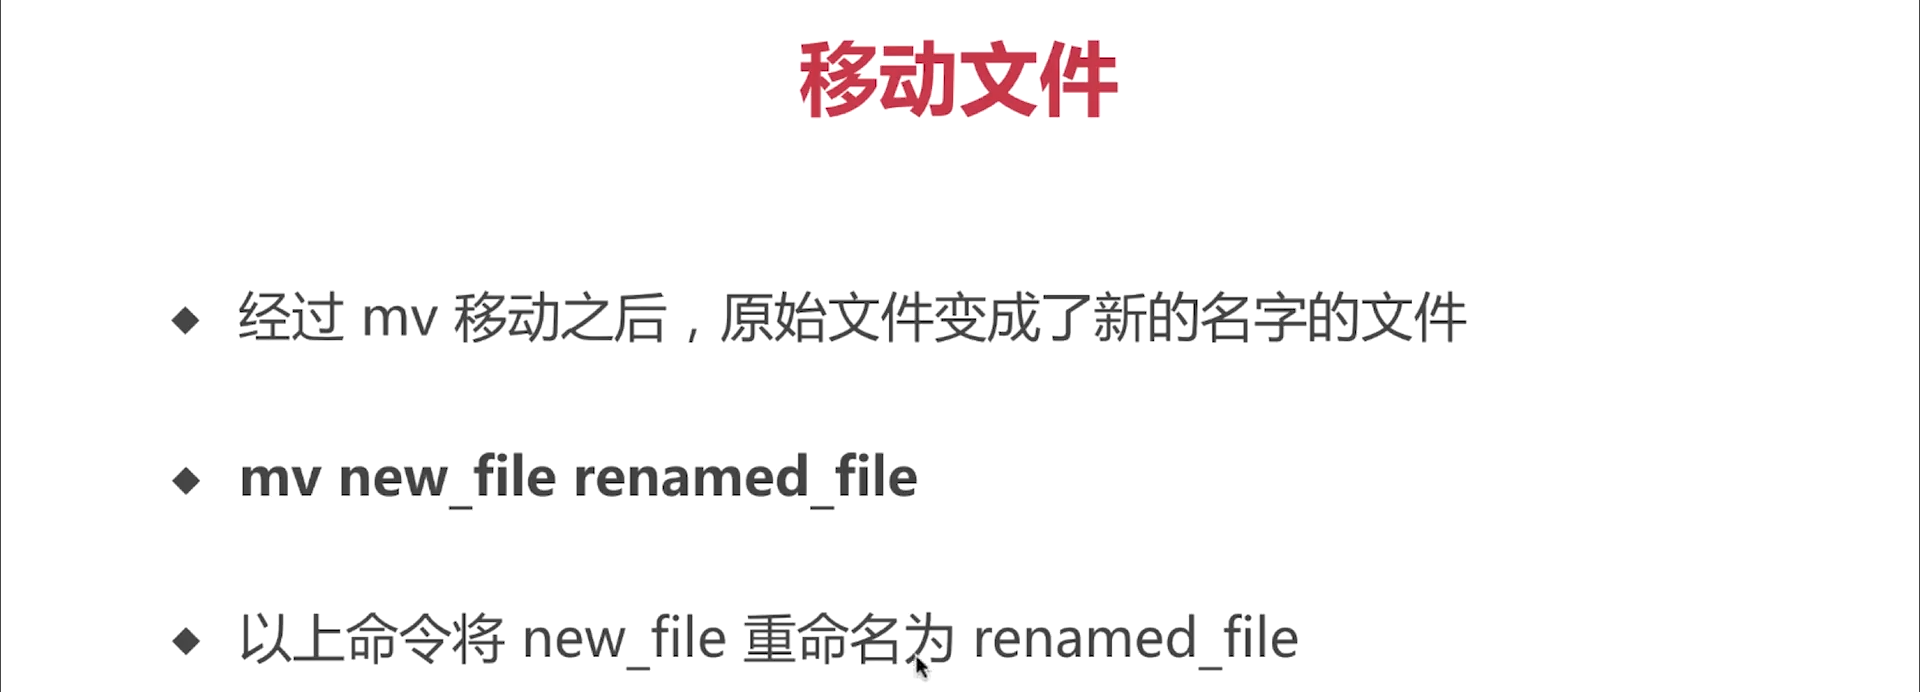 移动文件
◆ 经过 mv 移动之后，原始文件变成了新的名字的文件
◆ mv new_file renamed_file
◆ 以上命令将 new_file 重命名为 renamed_file